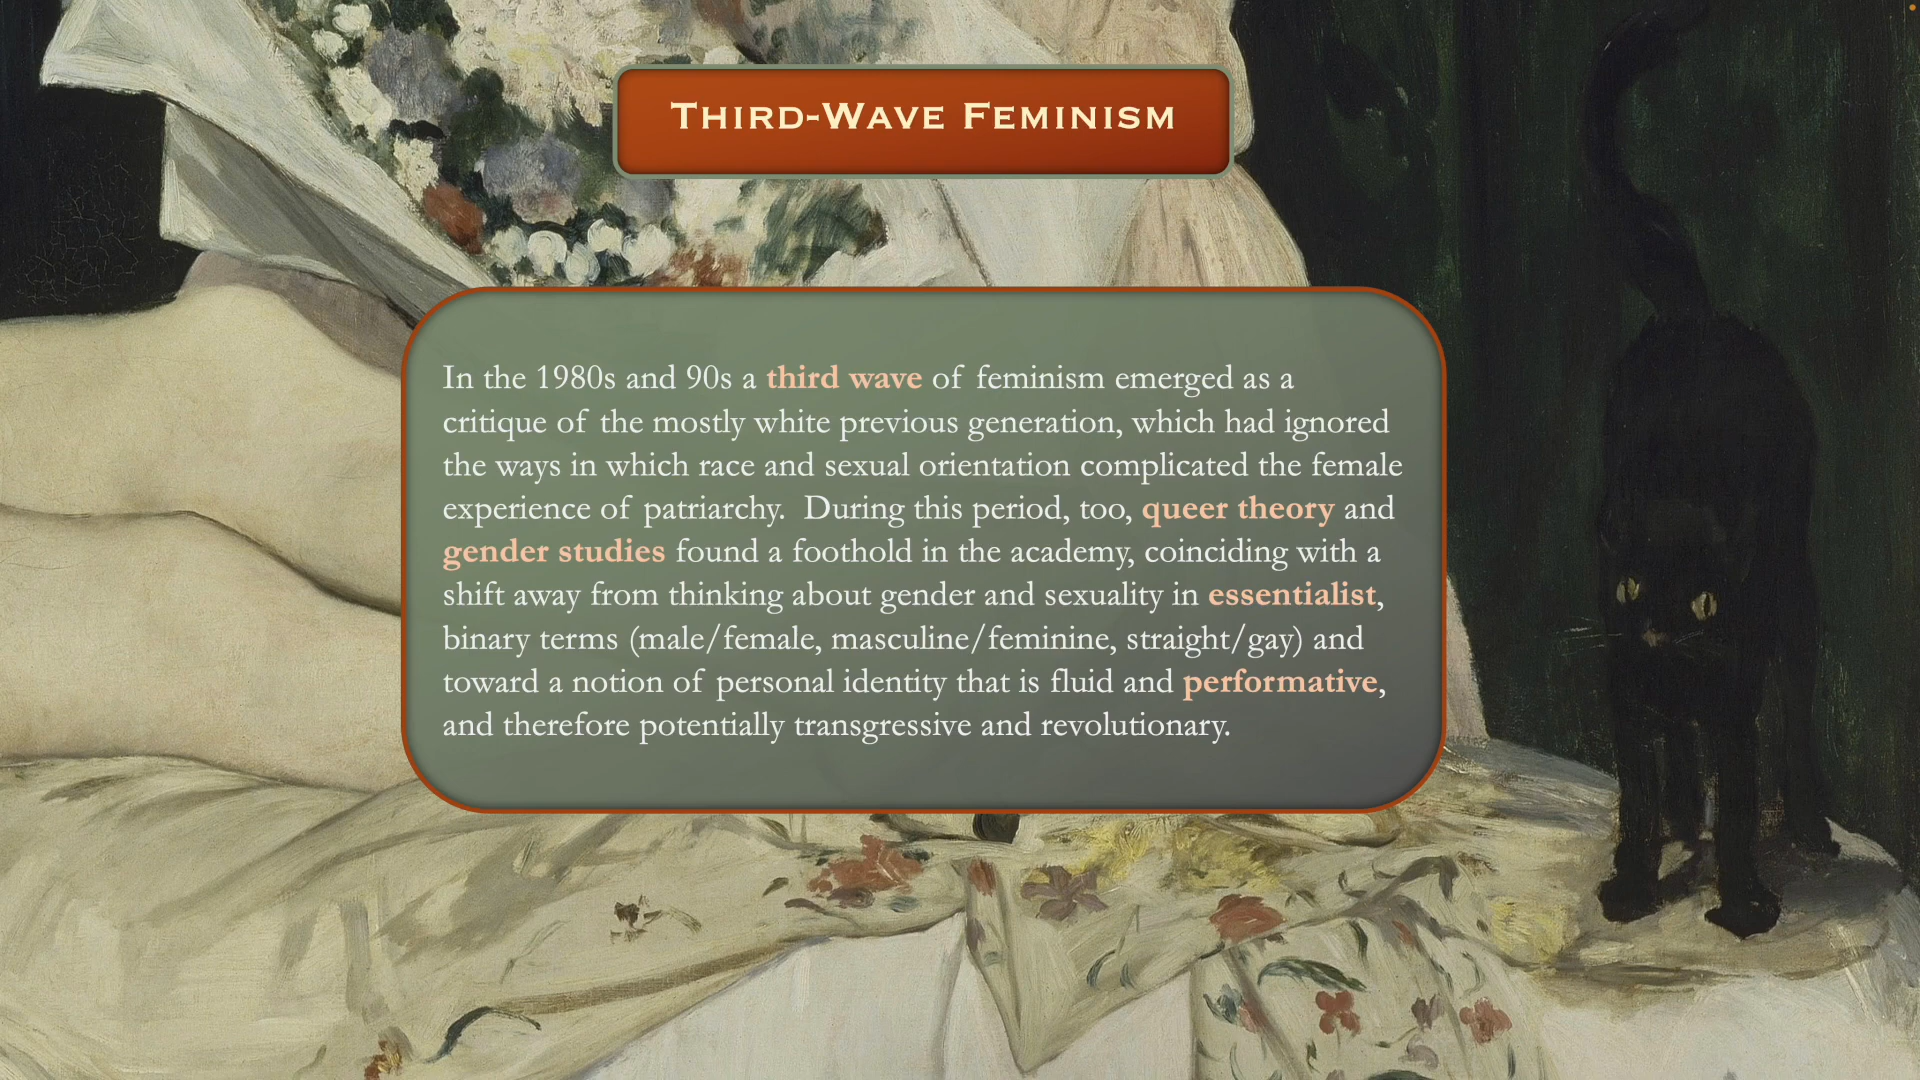 Third-Wave Feminism
In the 1980s and 90s a third wave of feminism emerged as a
critique of the mostly white previous generation, which had ignored
the ways in which race and sexual orientation complicated the female
experience of patriarchy.  During this period, too, queer theory and
gender studies found a foothold in the academy, coinciding with a
shift away from thinking about gender and sexuality in essentialist,
binary terms (male/female, masculine/feminine, straight/gay) and
toward a notion of personal identity that is fluid and performative,
and therefore potentially transgressive and revolutionary.